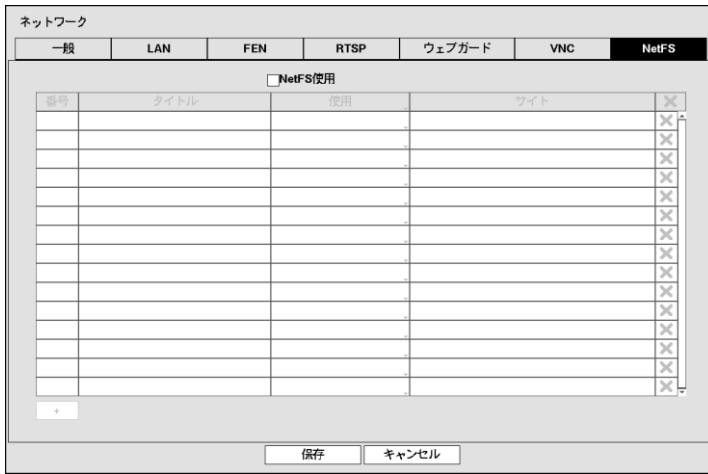 ネットワーク
一般 LAN FEN RTSP ウェブガード VNC NetFS
NetFS使用
番号 タイトル 使用 サイト
+
保存 キャンセル